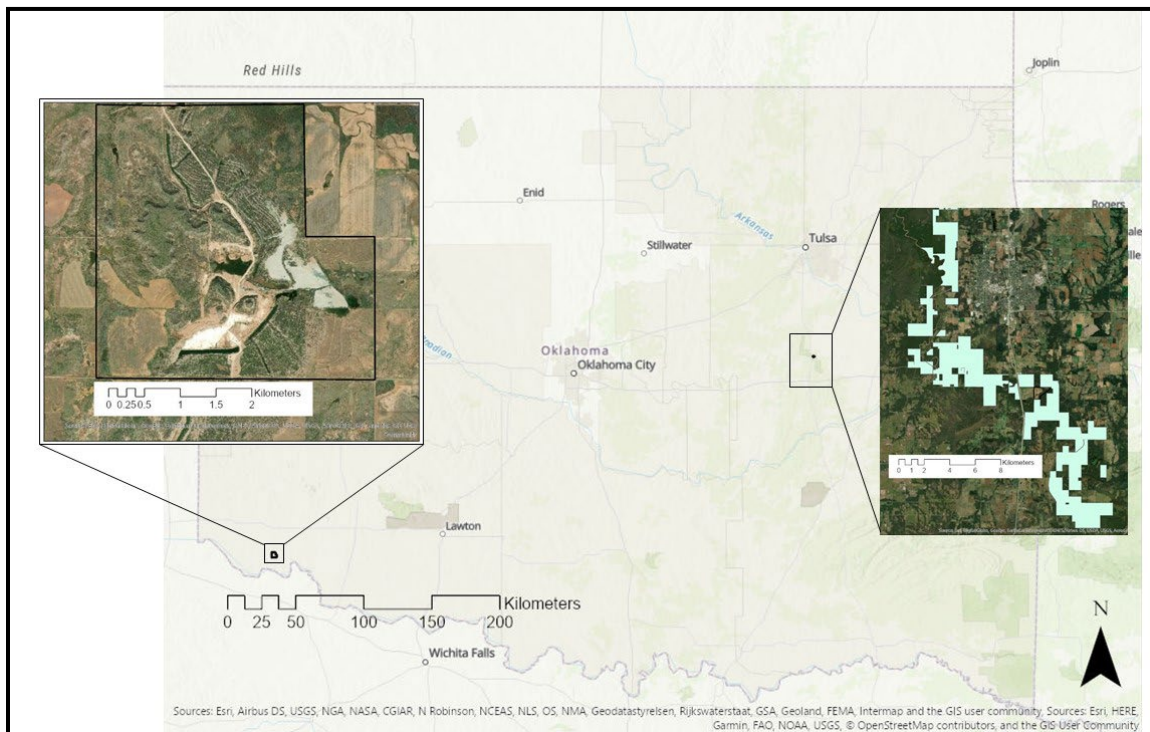 Red Hills
Joplin
Enid
Arkansas
Rogers
Stillwater
Tulsa
Oklahoma
Oklahoma City
Kilometers
0 0.25 0.5 1 1.5 2
Kilometers
0 1 2 4 6 8
Lawton
Kilometers
0 25 50 100 150 200
N
Wichita Falls
Sources: Esri, Airbus DS, USGS, NGA, NASA, CGIAR, N Robinson, NCEAS, NLS, OS, NMA, Geodatastyrelsen, Rijkswaterstaat, GSA, Geoland, FEMA, Intermap and the GIS user community, Sources: Esri, HERE,
Garmin, FAO, NOAA, USGS, © OpenStreetMap contributors, and the GIS User Community